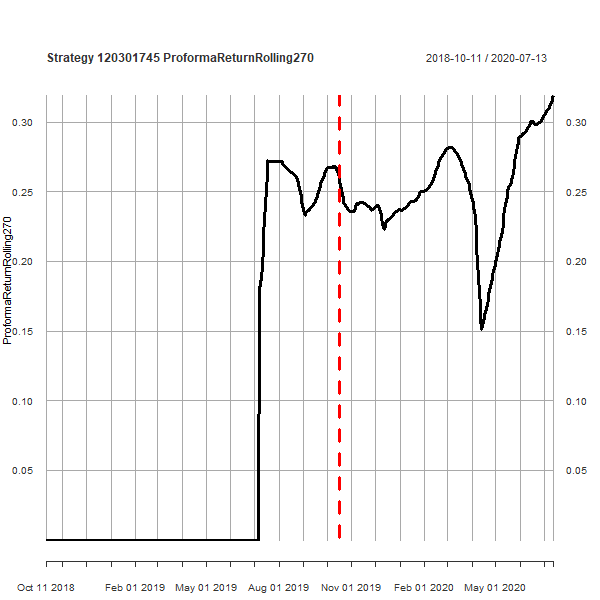 Strategy 120301745 ProformaReturnRolling270
2018-10-11 / 2020-07-13
ProformaReturnRolling270
0.30
0.30
0.25
0.25
0.20
0.20
0.15
0.15
0.10
0.10
0.05
0.05
Oct 11 2018
Feb 01 2019
May 01 2019
Aug 01 2019
Nov 01 2019
Feb 01 2020
May 01 2020